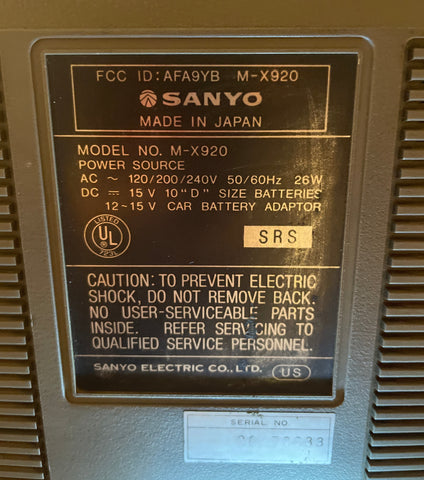 FCC ID: AFA9YB M-X920
SANYO
MADE IN JAPAN
MODEL NO. M-X920
POWER SOURCE
AC ~ 120/200/240V 50/60Hz 26W
DC ⎓ 15V 10"D" SIZE BATTERIES
12~15V CAR BATTERY ADAPTOR
LISTED
UL
SRS
CAUTION: TO PREVENT ELECTRIC
SHOCK, DO NOT REMOVE BACK.
NO USER-SERVICEABLE PARTS
INSIDE. REFER SERVICING TO
QUALIFIED SERVICE PERSONNEL.
SANYO ELECTRIC CO., LTD. US
SERIAL NO.